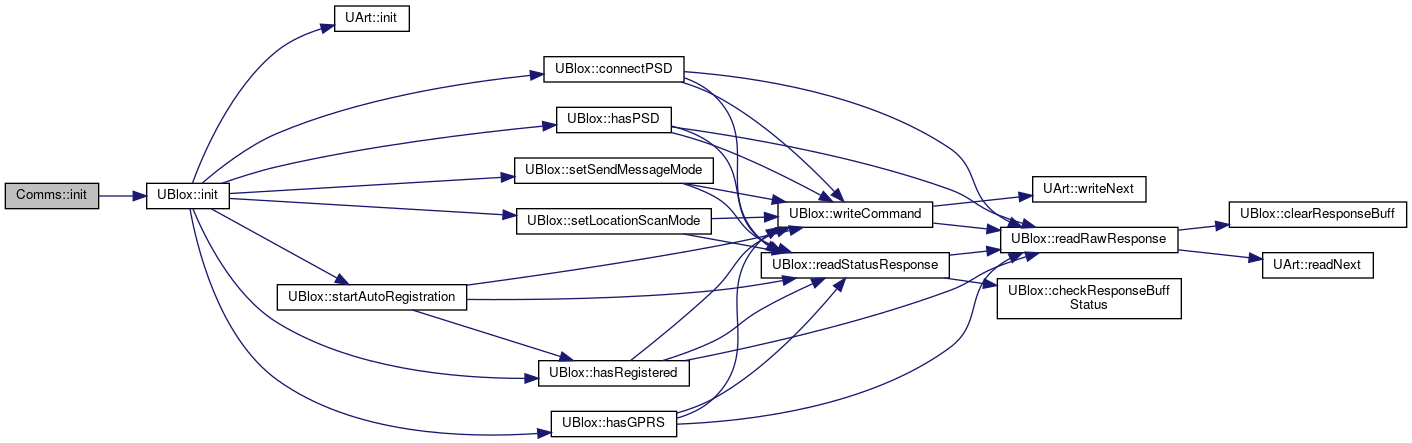 UArt::init
UBlox::connectPSD
UBlox::hasPSD
UBlox::setSendMessageMode
Comms::init
UBlox::init
UArt::writeNext
UBlox::setLocationScanMode
UBlox::writeCommand
UBlox::clearResponseBuff
UBlox::readRawResponse
UBlox::readStatusResponse
UArt::readNext
UBlox::startAutoRegistration
UBlox::checkResponseBuff
Status
UBlox::hasRegistered
UBlox::hasGPRS